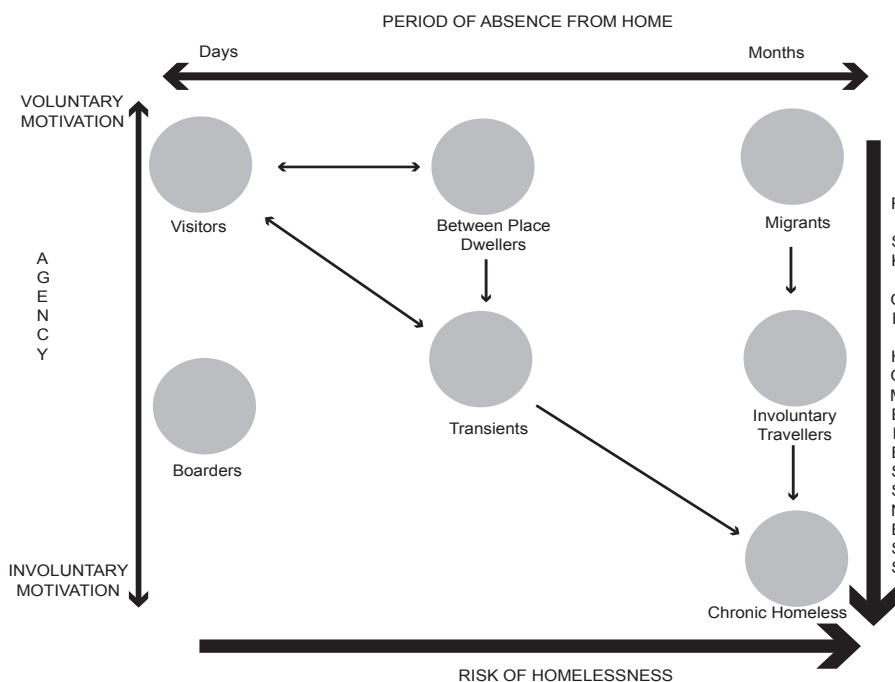 PERIOD OF ABSENCE FROM HOME
Days
Months
VOLUNTARY
MOTIVATION
Visitors
Between Place
Dwellers
Migrants
A
G
E
N
C
Y
Boarders
Transients
Involuntary
Travellers
INVOLUNTARY
MOTIVATION
Chronic Homeless
RISK OF HOMELESSNESS